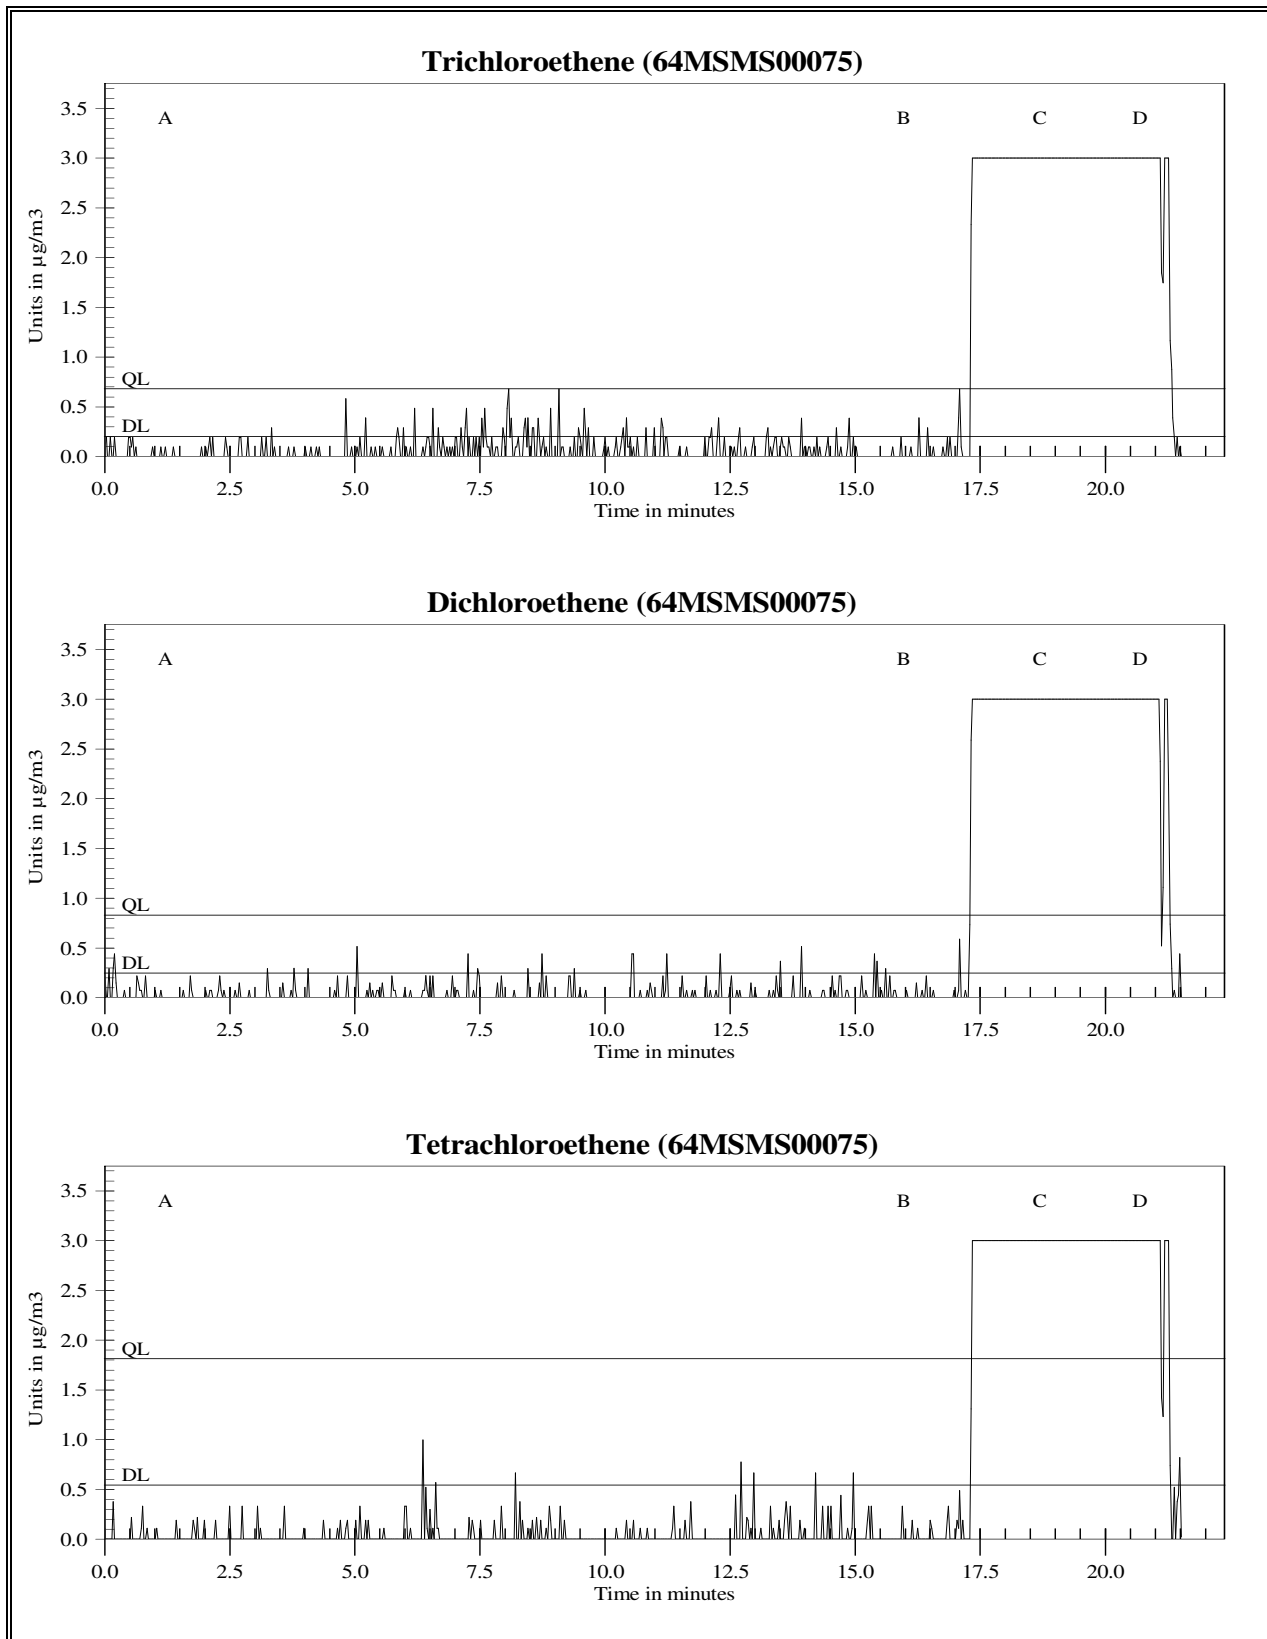 Trichloroethene (64MSMS00075)
A B C D
3.5
3.0
2.5
2.0
1.5
1.0
0.5
0.0
Units in µg/m3
QL
DL
0.0 2.5 5.0 7.5 10.0 12.5 15.0 17.5 20.0
Time in minutes
Dichloroethene (64MSMS00075)
A B C D
3.5
3.0
2.5
2.0
1.5
1.0
0.5
0.0
Units in µg/m3
QL
DL
0.0 2.5 5.0 7.5 10.0 12.5 15.0 17.5 20.0
Time in minutes
Tetrachloroethene (64MSMS00075)
A B C D
3.5
3.0
2.5
2.0
1.5
1.0
0.5
0.0
Units in µg/m3
QL
DL
0.0 2.5 5.0 7.5 10.0 12.5 15.0 17.5 20.0
Time in minutes